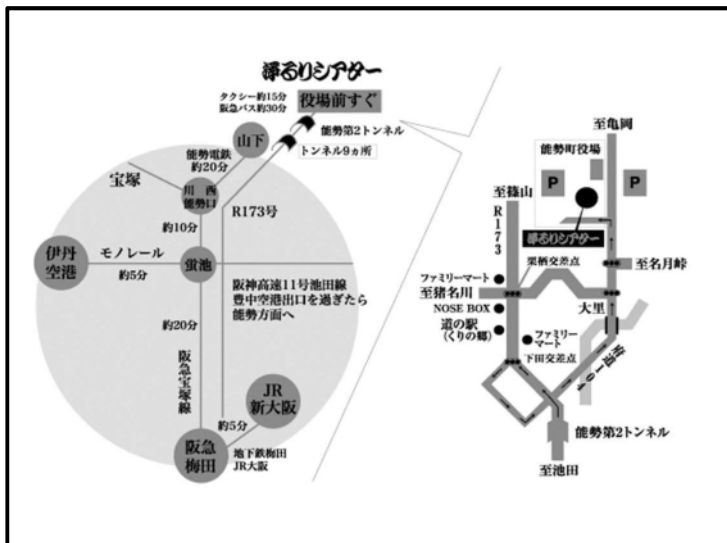 浄るりシアター
タクシー約15分
阪急バス約30分
役場前すぐ
能勢第2トンネル
トンネル9ヵ所
山下
能勢電鉄
約20分
宝塚
川西
能勢口
R173号
約10分
伊丹
空港
モノレール
約5分
蛍池
阪神高速11号池田線
豊中空港出口を過ぎたら
能勢方面へ
約20分
阪急宝塚線
JR
新大阪
約5分
阪急
梅田
地下鉄梅田
JR大阪
至亀岡
能勢町役場
P
P
至篠山
R173
浄るりシアター
栗栖交差点
至名月峠
ファミリーマート
至猪名川
大里
NOSE BOX
道の駅
(くりの郷)
ファミリー
マート
下田交差点
府道104
能勢第2トンネル
至池田